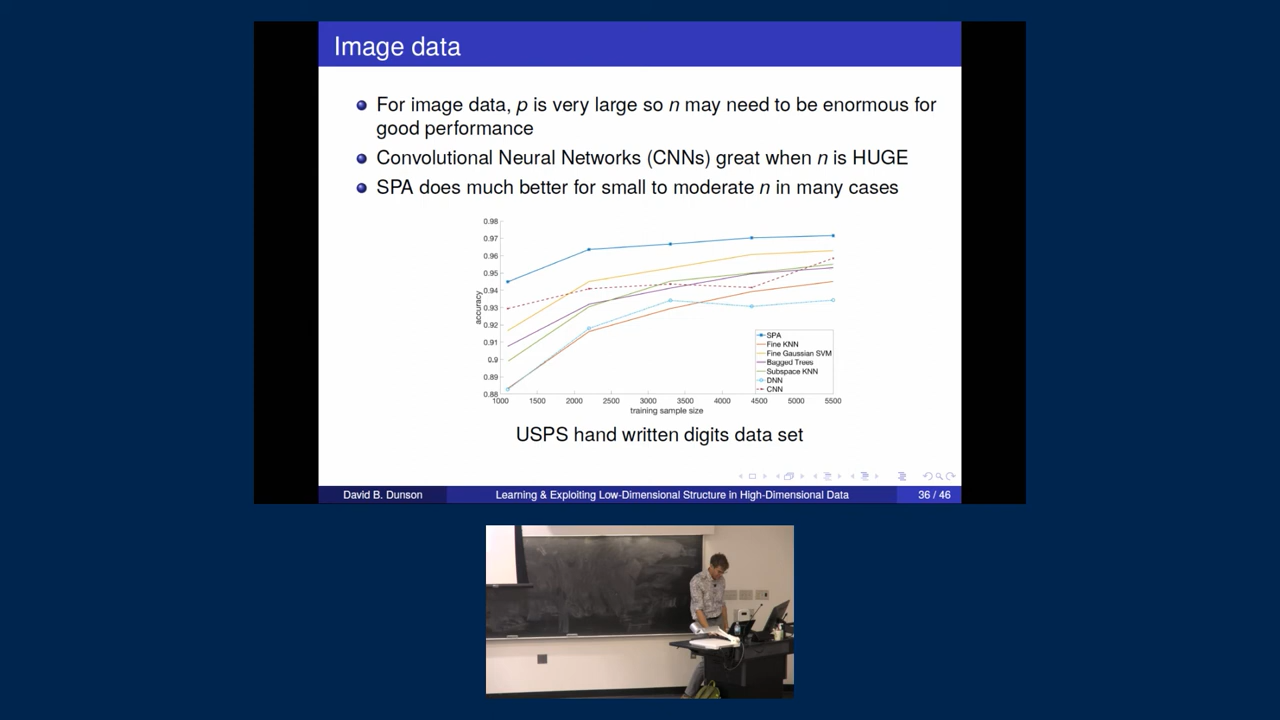 Image data
For image data, p is very large so n may need to be enormous for
good performance
Convolutional Neural Networks (CNNs) great when n is HUGE
SPA does much better for small to moderate n in many cases
0.98
0.97
0.96
0.95
0.94
0.93
0.92
0.91
0.9
0.89
0.88
accuracy
1000 1500 2000 2500 3000 3500 4000 4500 5000 5500
training sample size
SPA
Fine KNN
Fine Gaussian SVM
Bagged Trees
Subspace KNN
DNN
CNN
USPS hand written digits data set
David B. Dunson Learning & Exploiting Low-Dimensional Structure in High-Dimensional Data 36 / 46